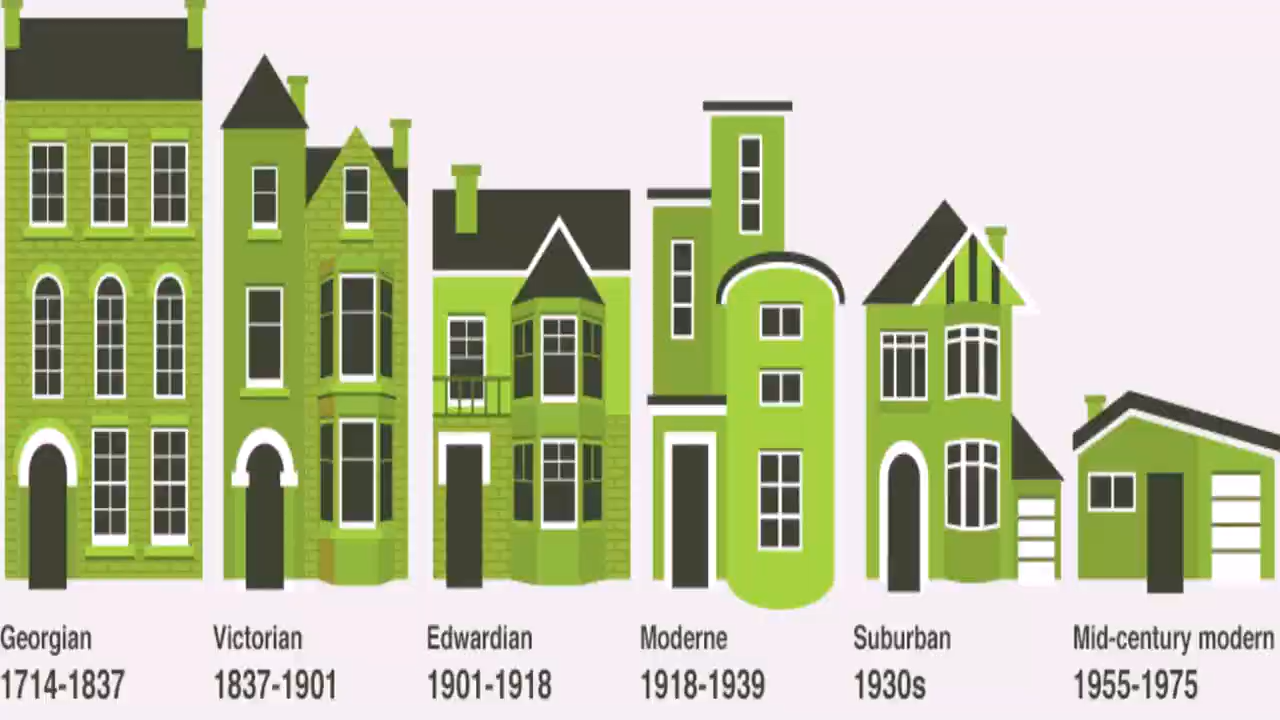 Georgian
1714-1837
Victorian
1837-1901
Edwardian
1901-1918
Moderne
1918-1939
Suburban
1930s
Mid-century modern
1955-1975